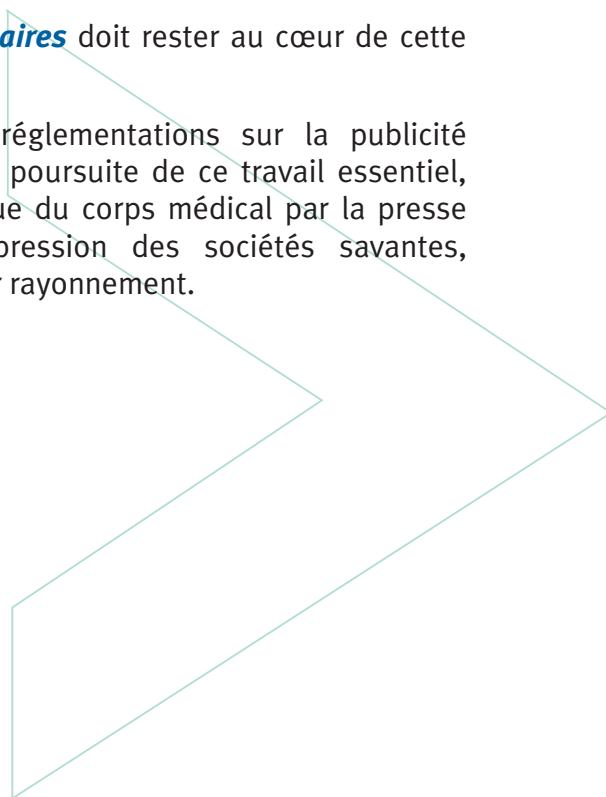 aires doit rester au cœur de cette
réglementations sur la publicité
poursuite de ce travail essentiel,
ue du corps médical par la presse
pression des sociétés savantes,
r rayonnement.